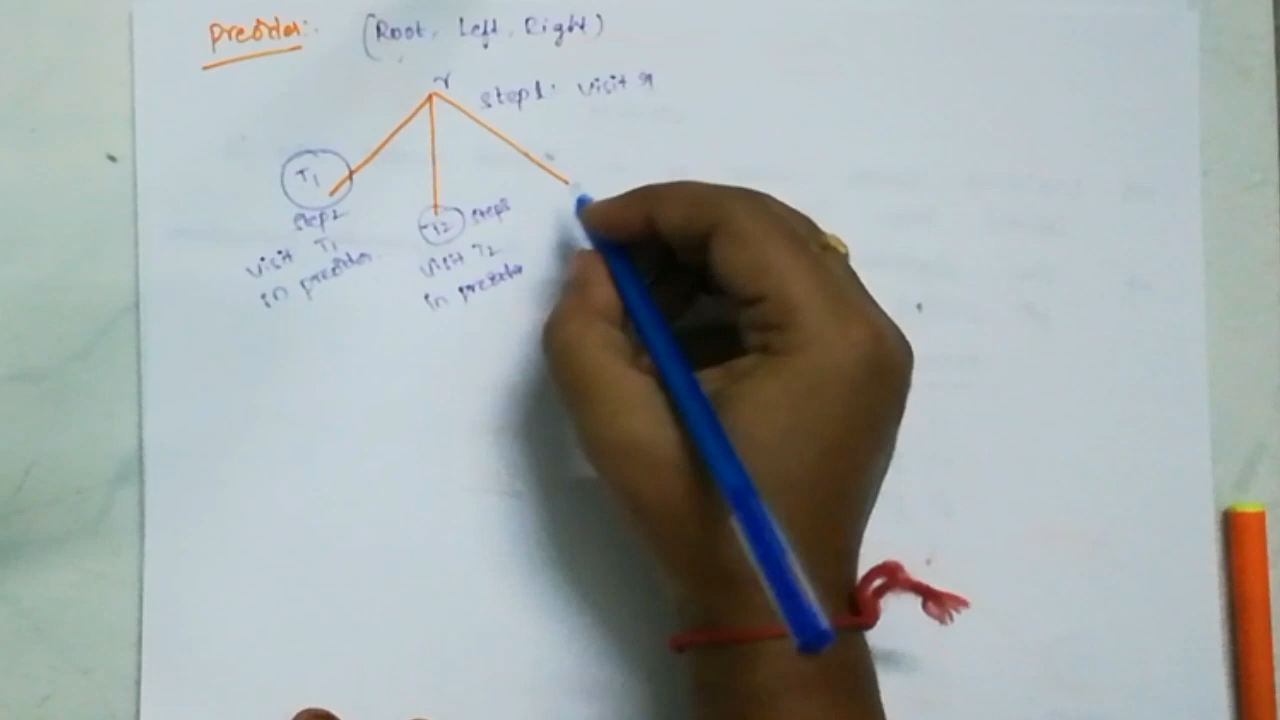 Preorder:
(Root, Left, Right)
r
Step1: visit r
T1
Step2
visit T1
in preorder
T2
Step3
visit T2
in preorder